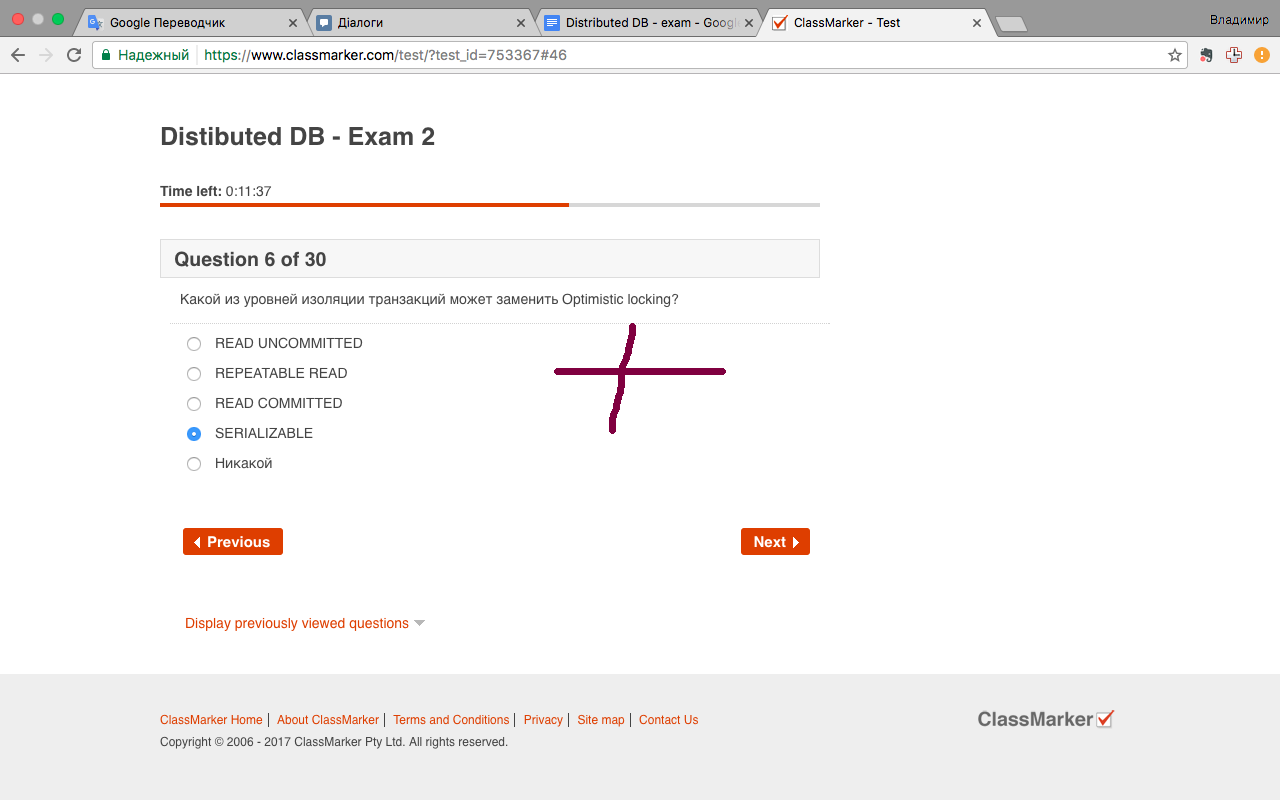 Google Переводчик
Діалоги
Distributed DB - exam - Goog
ClassMarker - Test
Владимир
Надежный
https://www.classmarker.com/test/?test_id=753367#46
Distibuted DB - Exam 2
Time left: 0:11:37
Question 6 of 30
Какой из уровней изоляции транзакций может заменить Optimistic locking?
READ UNCOMMITTED
REPEATABLE READ
READ COMMITTED
SERIALIZABLE
Никакой
Previous
Next
Display previously viewed questions
ClassMarker Home | About ClassMarker | Terms and Conditions | Privacy | Site map | Contact Us
ClassMarker
Copyright © 2006 - 2017 ClassMarker Pty Ltd. All rights reserved.